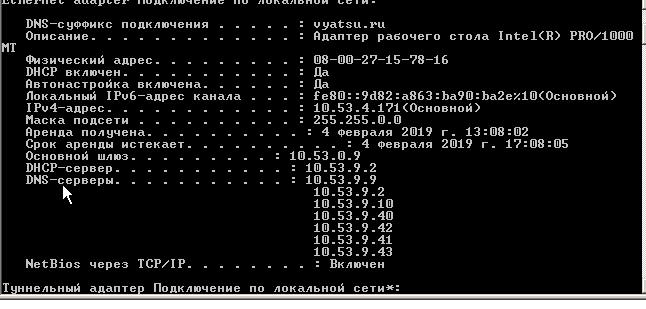 Ethernet adapter Подключение по локальной сети:
DNS-суффикс подключения . . . . . : vyatsu.ru
Описание. . . . . . . . . . . . . : Адаптер рабочего стола Intel(R) PRO/1000
MT
Физический адрес. . . . . . . . . : 08-00-27-15-78-16
DHCP включен. . . . . . . . . . . : Да
Автонастройка включена. . . . . . : Да
Локальный IPv6-адрес канала . . . : fe80::9d82:a863:ba90:ba2e%10(Основной)
IPv4-адрес. . . . . . . . . . . . : 10.53.4.171(Основной)
Маска подсети . . . . . . . . . . : 255.255.0.0
Аренда получена. . . . . . . . . . : 4 февраля 2019 г. 13:08:02
Срок аренды истекает. . . . . . . . . . : 4 февраля 2019 г. 17:08:05
Основной шлюз. . . . . . . . . : 10.53.0.9
DHCP-сервер. . . . . . . . . . . : 10.53.9.2
DNS-серверы. . . . . . . . . . . : 10.53.9.9
10.53.9.2
10.53.9.10
10.53.9.40
10.53.9.42
10.53.9.41
10.53.9.43
NetBios через TCP/IP. . . . . . . . : Включен
Туннельный адаптер Подключение по локальной сети*: